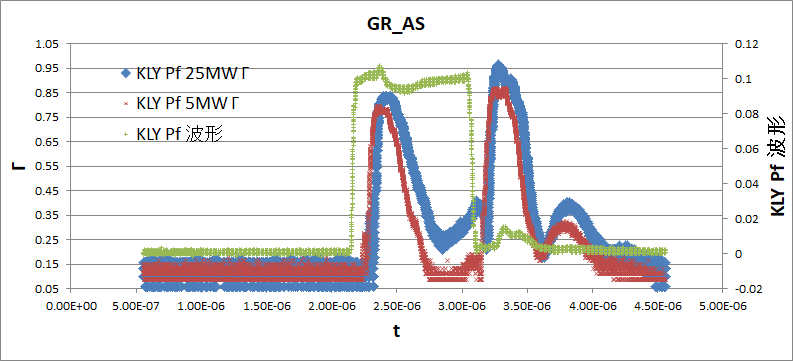 GR_AS
1.05
0.95
0.85
0.75
0.65
0.55
0.45
0.35
0.25
0.15
0.05
Γ
KLY Pf 25MW Γ
KLY Pf 5MW Γ
KLY Pf 波形
0.12
0.1
0.08
0.06
0.04
0.02
0
-0.02
KLY Pf 波形
0.00E+00 5.00E-07 1.00E-06 1.50E-06 2.00E-06 2.50E-06 3.00E-06 3.50E-06 4.00E-06 4.50E-06 5.00E-06
t